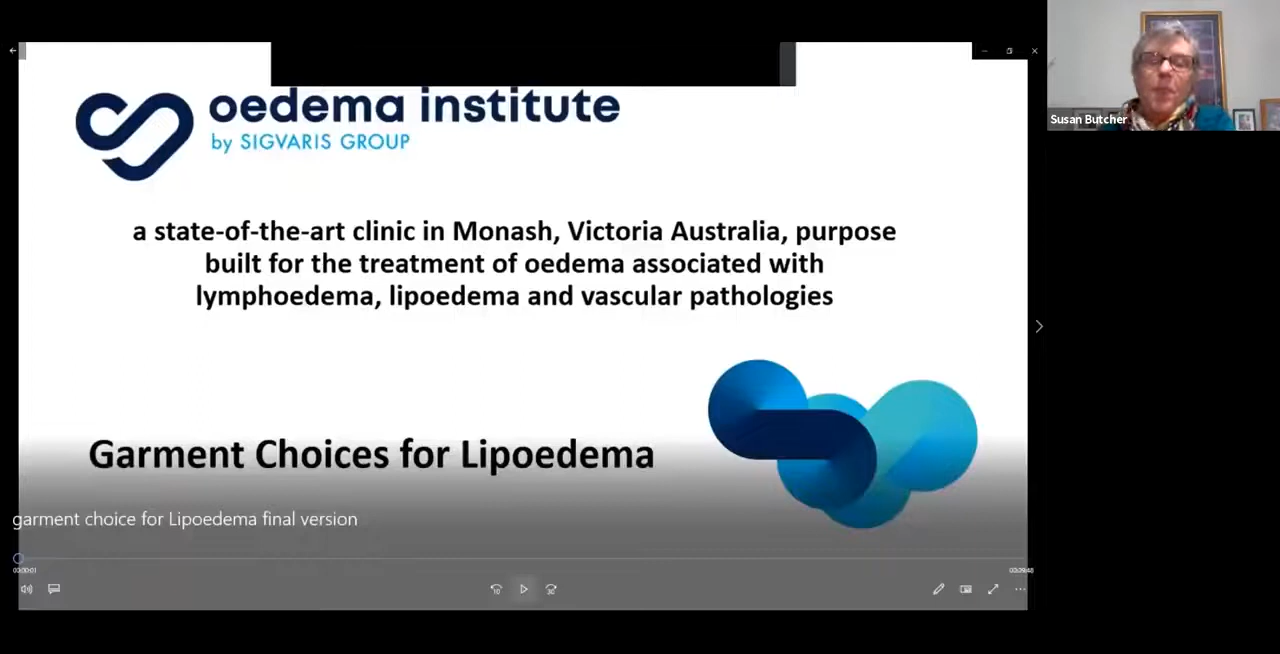 oedema institute
by SIGVARIS GROUP
Susan Butcher
a state-of-the-art clinic in Monash, Victoria Australia, purpose
built for the treatment of oedema associated with
lymphoedema, lipoedema and vascular pathologies
Garment Choices for Lipoedema
garment choice for Lipoedema final version
10
30